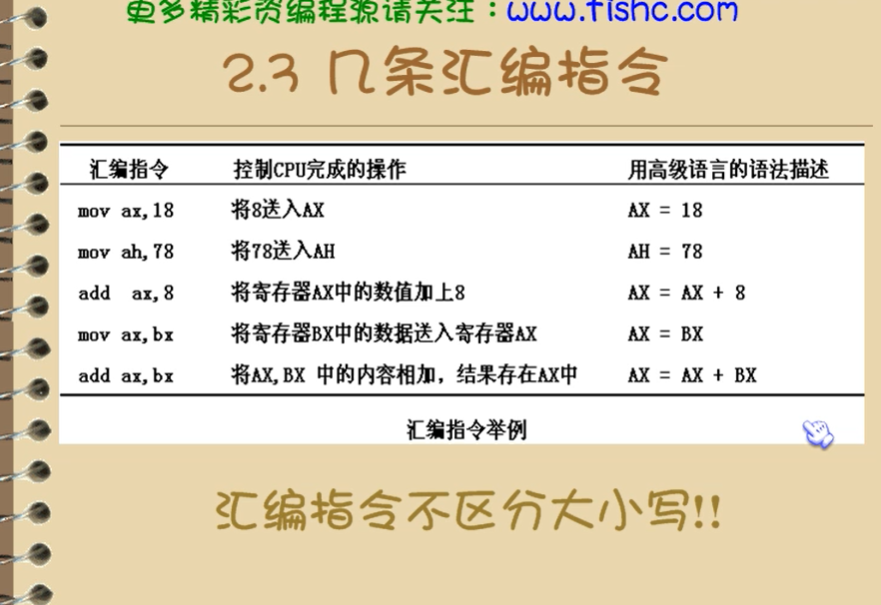 更多精彩资编程源请关注：www.fishc.com
2.3 几条汇编指令
汇编指令 控制CPU完成的操作 用高级语言的语法描述
mov ax,18 将8送入AX AX = 18
mov ah,78 将78送入AH AH = 78
add ax,8 将寄存器AX中的数值加上8 AX = AX + 8
mov ax,bx 将寄存器BX中的数据送入寄存器AX AX = BX
add ax,bx 将AX,BX 中的内容相加，结果存在AX中 AX = AX + BX
汇编指令举例
汇编指令不区分大小写!!